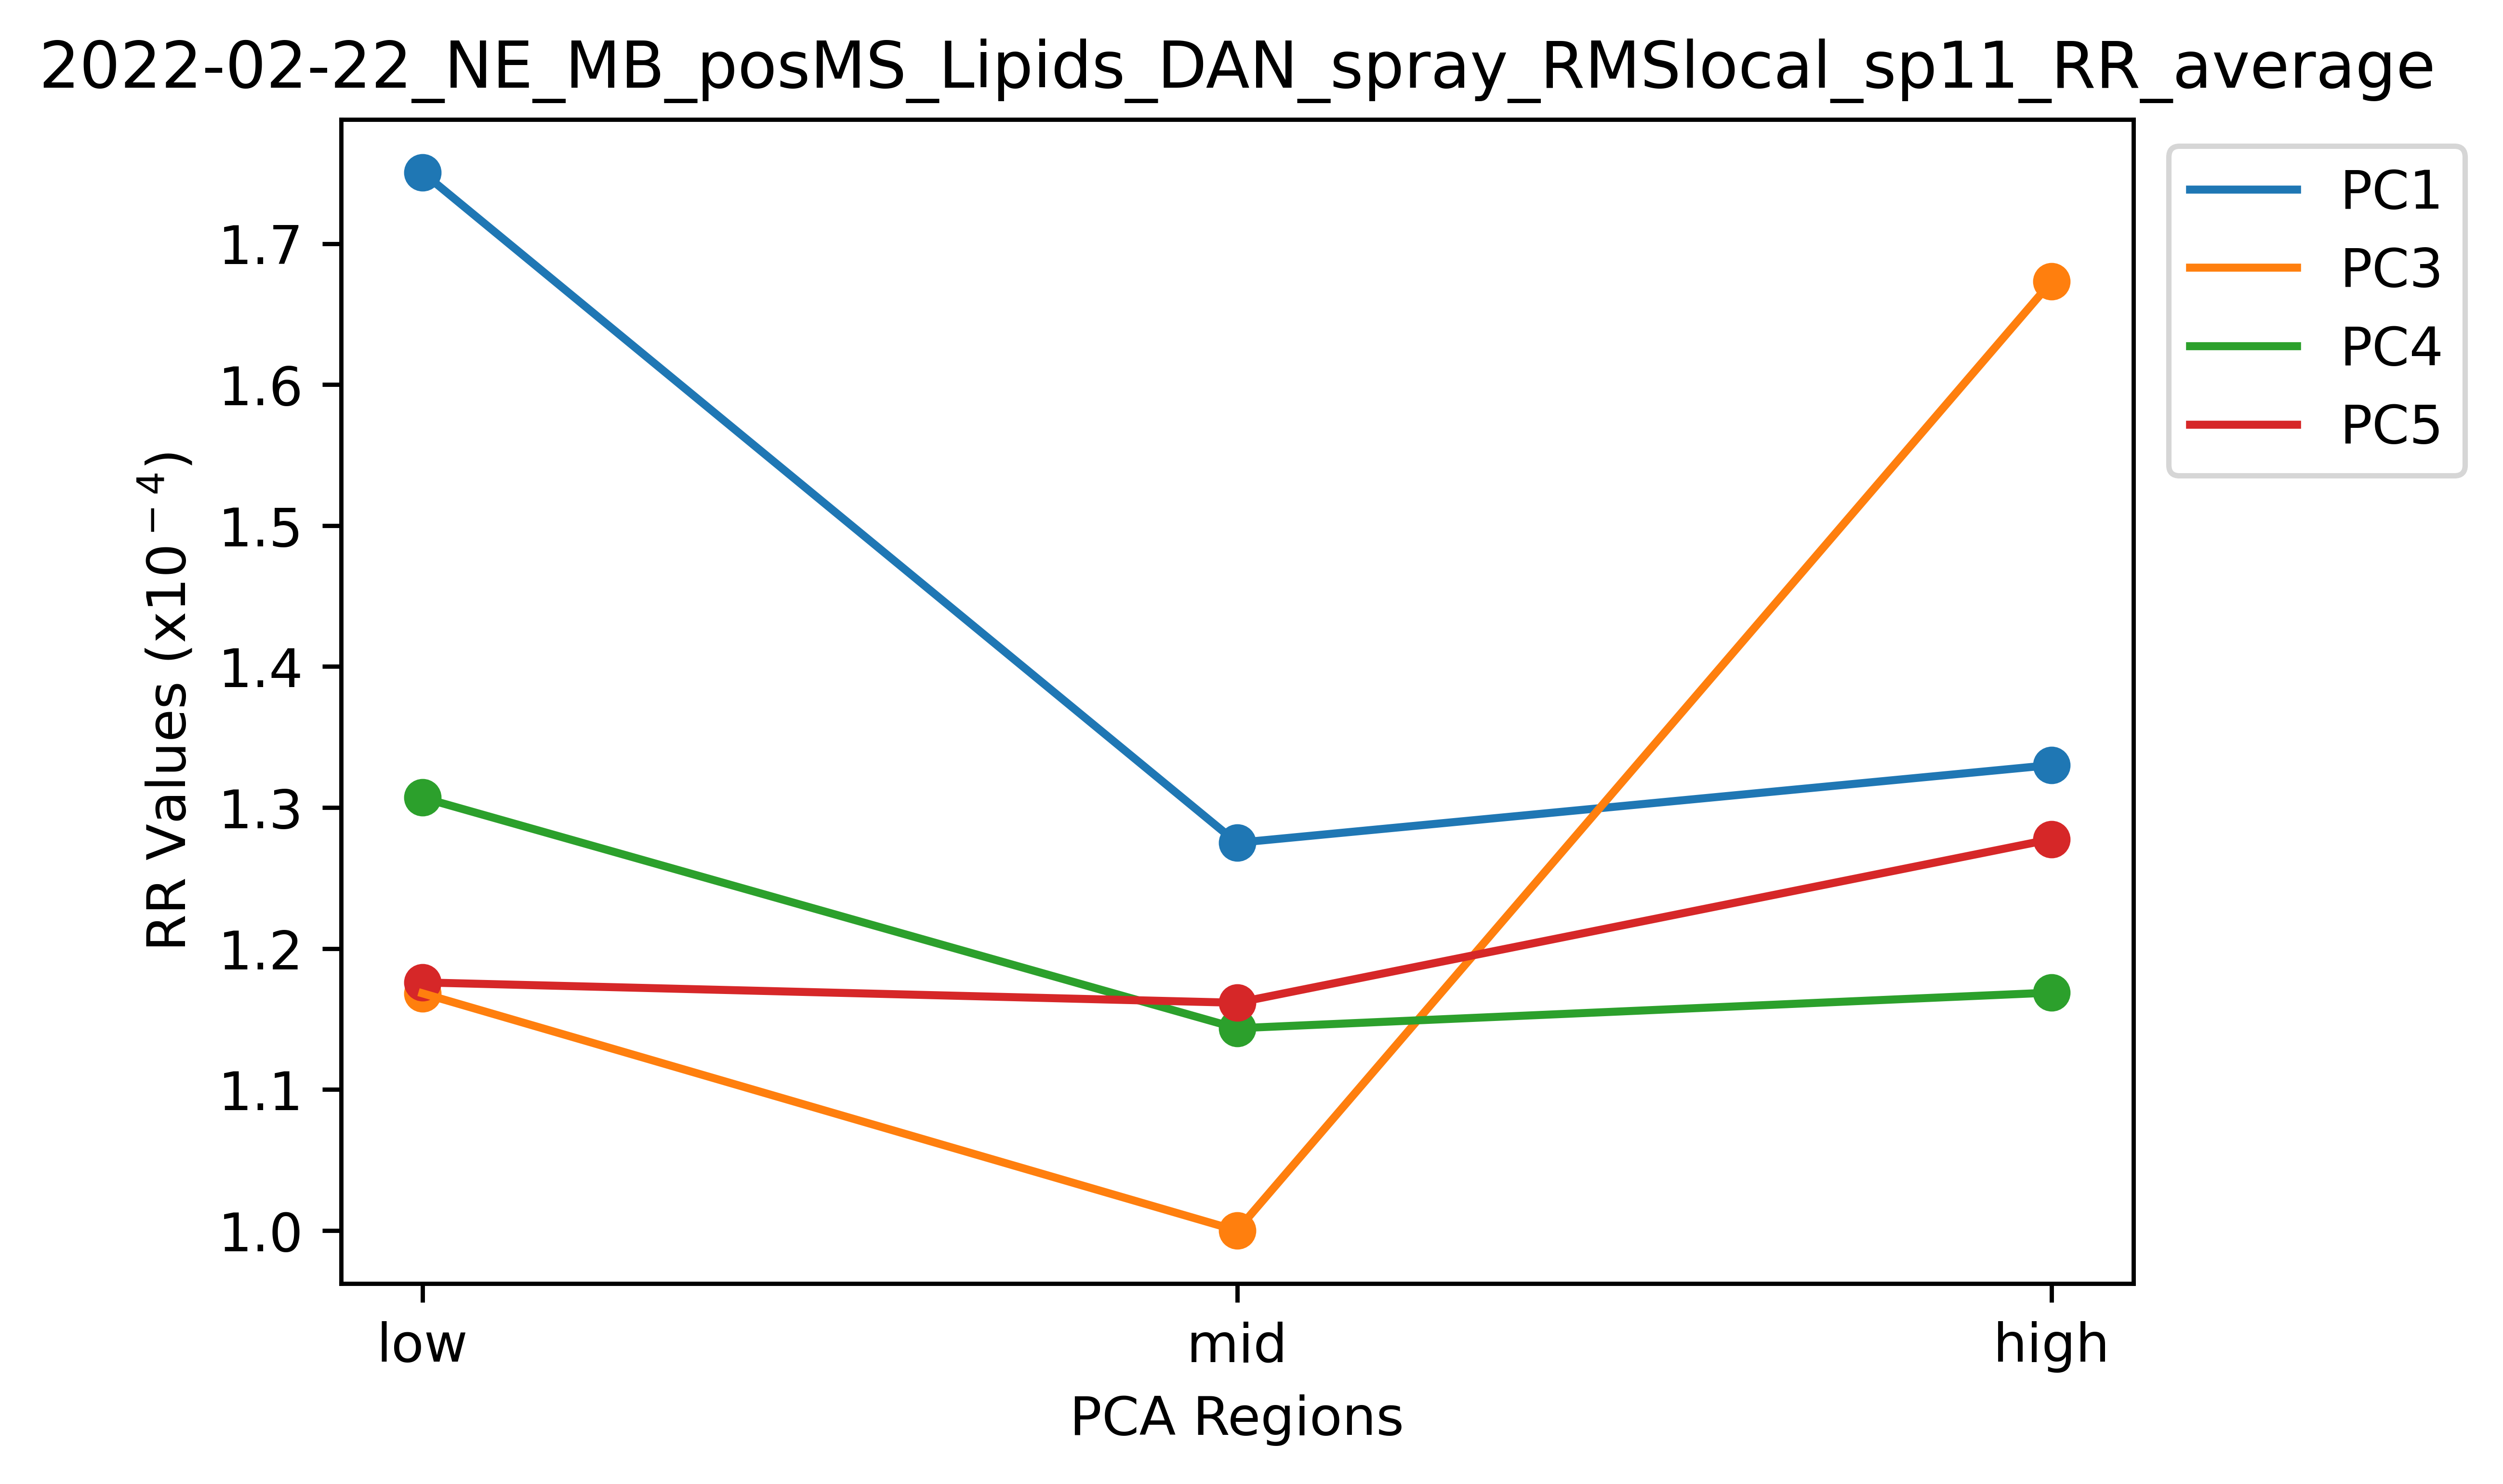 2022-02-22_NE_MB_posMS_Lipids_DAN_spray_RMSlocal_sp11_RR_average
PC1
PC3
PC4
PC5
RR Values (x10⁻⁴)
1.7
1.6
1.5
1.4
1.3
1.2
1.1
1.0
low mid high
PCA Regions